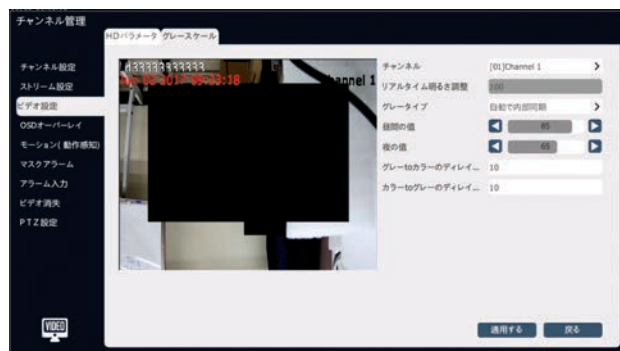 チャンネル管理
HDパラメータ グレースケール
チャンネル設定
ストリーム設定
ビデオ設定
OSDオーバーレイ
モーション( 動作感知)
マスクアラーム
アラーム入力
ビデオ消失
PTZ設定
VIDEO
2017
:18
hannel 1
チャンネル [01]Channel 1
リアルタイム明るさ調整 100
グレータイプ 自動で内部同期
昼間の値 85
夜の値 65
グレーtoカラーのディレイ... 10
カラーtoグレーのディレイ... 10
適用する 戻る